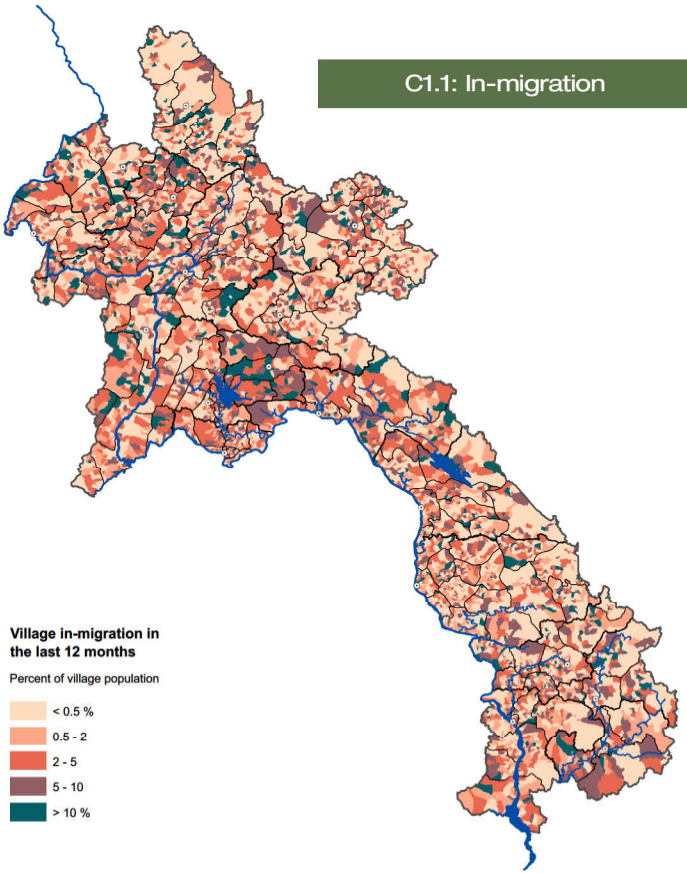 C1.1: In-migration
Village in-migration in
the last 12 months
Percent of village population
< 0.5 %
0.5 - 2
2 - 5
5 - 10
> 10 %